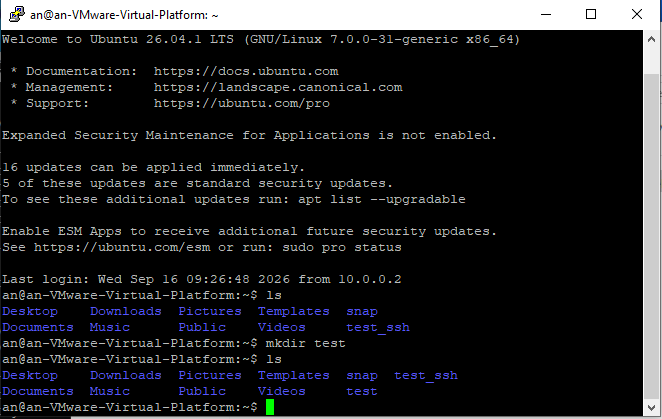 an@an-VMware-Virtual-Platform: ~
Welcome to Ubuntu 26.04.1 LTS (GNU/Linux 7.0.0-31-generic x86_64)
* Documentation:  https://docs.ubuntu.com
* Management:     https://landscape.canonical.com
* Support:        https://ubuntu.com/pro
Expanded Security Maintenance for Applications is not enabled.
16 updates can be applied immediately.
5 of these updates are standard security updates.
To see these additional updates run: apt list --upgradable
Enable ESM Apps to receive additional future security updates.
See https://ubuntu.com/esm or run: sudo pro status
Last login: Wed Sep 16 09:26:48 2026 from 10.0.0.2
an@an-VMware-Virtual-Platform:~$ ls
Desktop    Downloads  Pictures  Templates  snap
Documents  Music      Public    Videos     test_ssh
an@an-VMware-Virtual-Platform:~$ mkdir test
an@an-VMware-Virtual-Platform:~$ ls
Desktop    Downloads  Pictures  Templates  snap  test_ssh
Documents  Music      Public    Videos     test
an@an-VMware-Virtual-Platform:~$